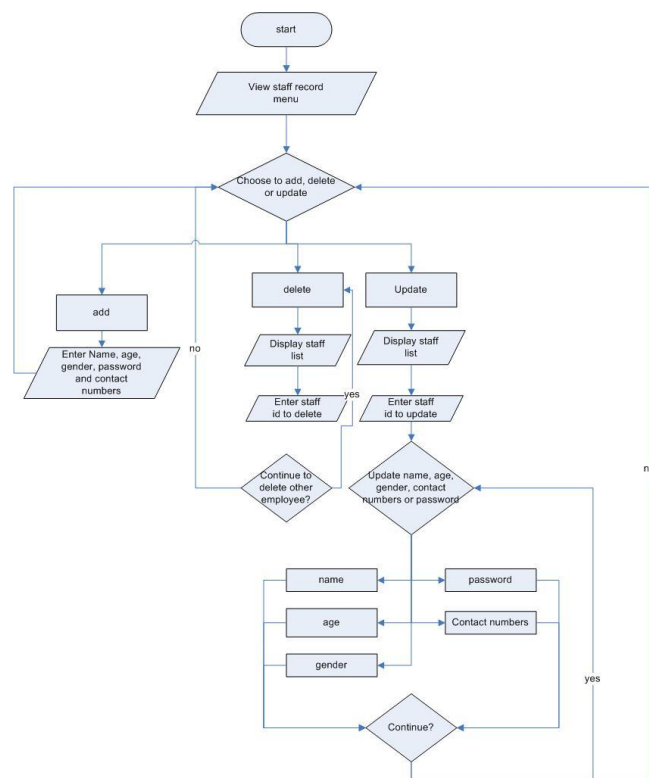 start
View staff record
menu
Choose to add, delete
or update
add
delete
Update
Enter Name, age,
gender, password
and contact
numbers
no
Display staff
list
Display staff
list
yes
Enter staff
id to delete
Enter staff
id to update
Continue to
delete other
employee?
Update name, age,
gender, contact
numbers or password
n
name
password
age
Contact numbers
gender
yes
Continue?